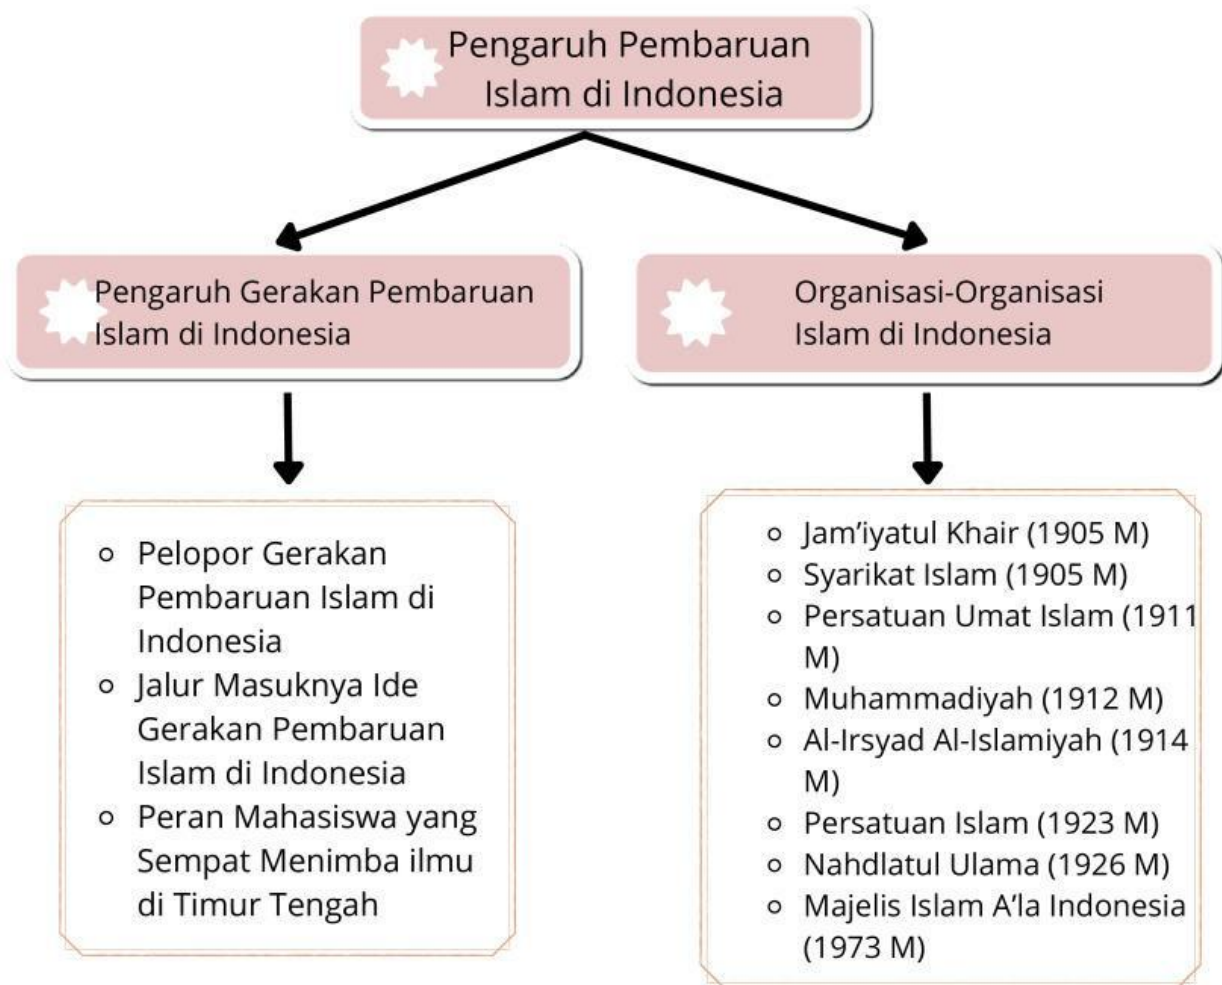 Pengaruh Pembaruan
Islam di Indonesia
Pengaruh Gerakan Pembaruan
Islam di Indonesia
Organisasi-Organisasi
Islam di Indonesia
Pelopor Gerakan
Pembaruan Islam di
Indonesia
Jalur Masuknya Ide
Gerakan Pembaruan
Islam di Indonesia
Peran Mahasiswa yang
Sempat Menimba ilmu
di Timur Tengah
Jam’iyatul Khair (1905 M)
Syarikat Islam (1905 M)
Persatuan Umat Islam (1911
M)
Muhammadiyah (1912 M)
Al-Irsyad Al-Islamiyah (1914
M)
Persatuan Islam (1923 M)
Nahdlatul Ulama (1926 M)
Majelis Islam A’la Indonesia
(1973 M)